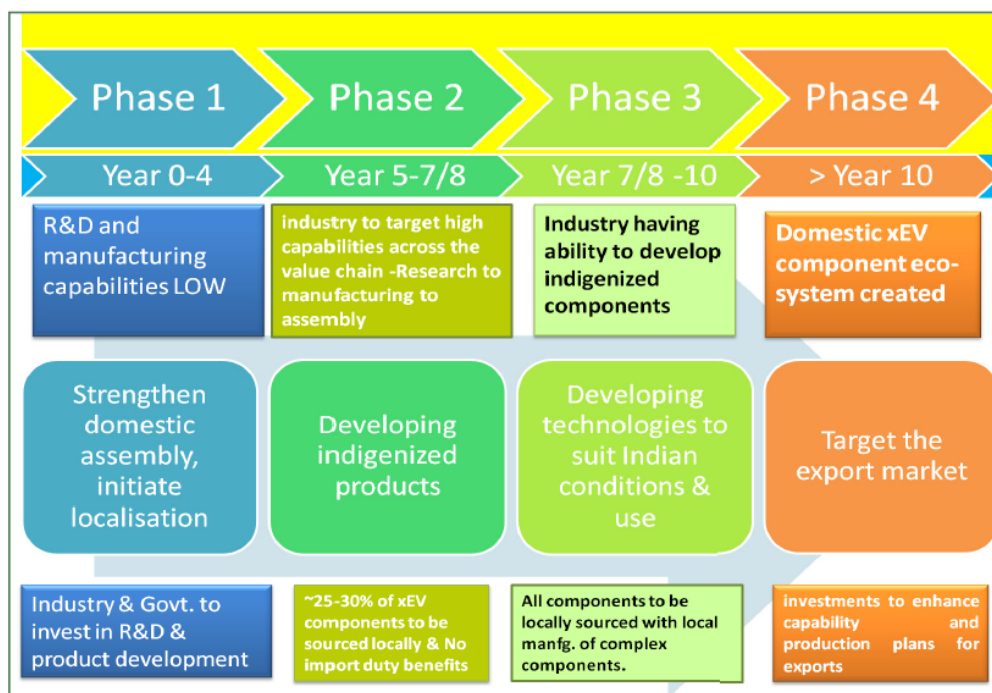 Phase 1
Phase 2
Phase 3
Phase 4
Year 0-4
Year 5-7/8
Year 7/8 -10
> Year 10
R&D and
manufacturing
capabilities LOW
industry to target high
capabilities across the
value chain -Research to
manufacturing to
assembly
Industry having
ability to develop
indigenized
components
Domestic xEV
component eco-
system created
Strengthen
domestic
assembly,
initiate
localisation
Developing
indigenized
products
Developing
technologies to
suit Indian
conditions &
use
Target the
export market
Industry & Govt. to
invest in R&D &
product development
~25-30% of xEV
components to be
sourced locally & No
import duty benefits
All components to be
locally sourced with local
manfg. of complex
components.
investments to enhance
capability and
production plans for
exports